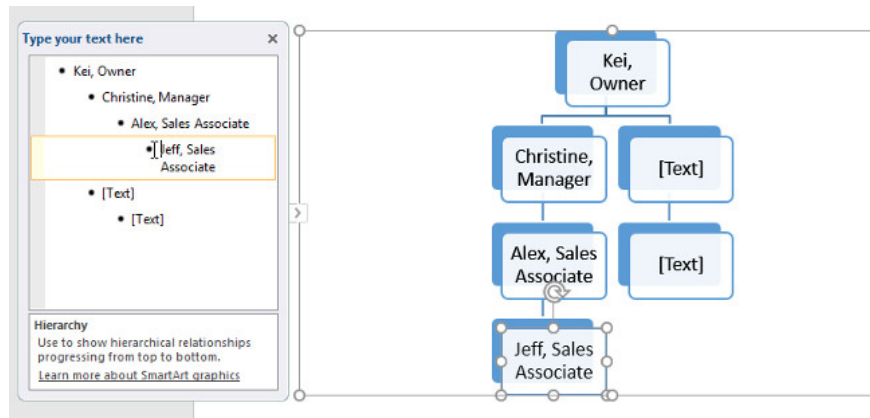 Type your text here
Kei, Owner
Christine, Manager
Alex, Sales Associate
Jeff, Sales
Associate
[Text]
[Text]
Hierarchy
Use to show hierarchical relationships
progressing from top to bottom.
Learn more about SmartArt graphics
Kei,
Owner
Christine,
Manager
[Text]
Alex, Sales
Associate
[Text]
Jeff, Sales
Associate